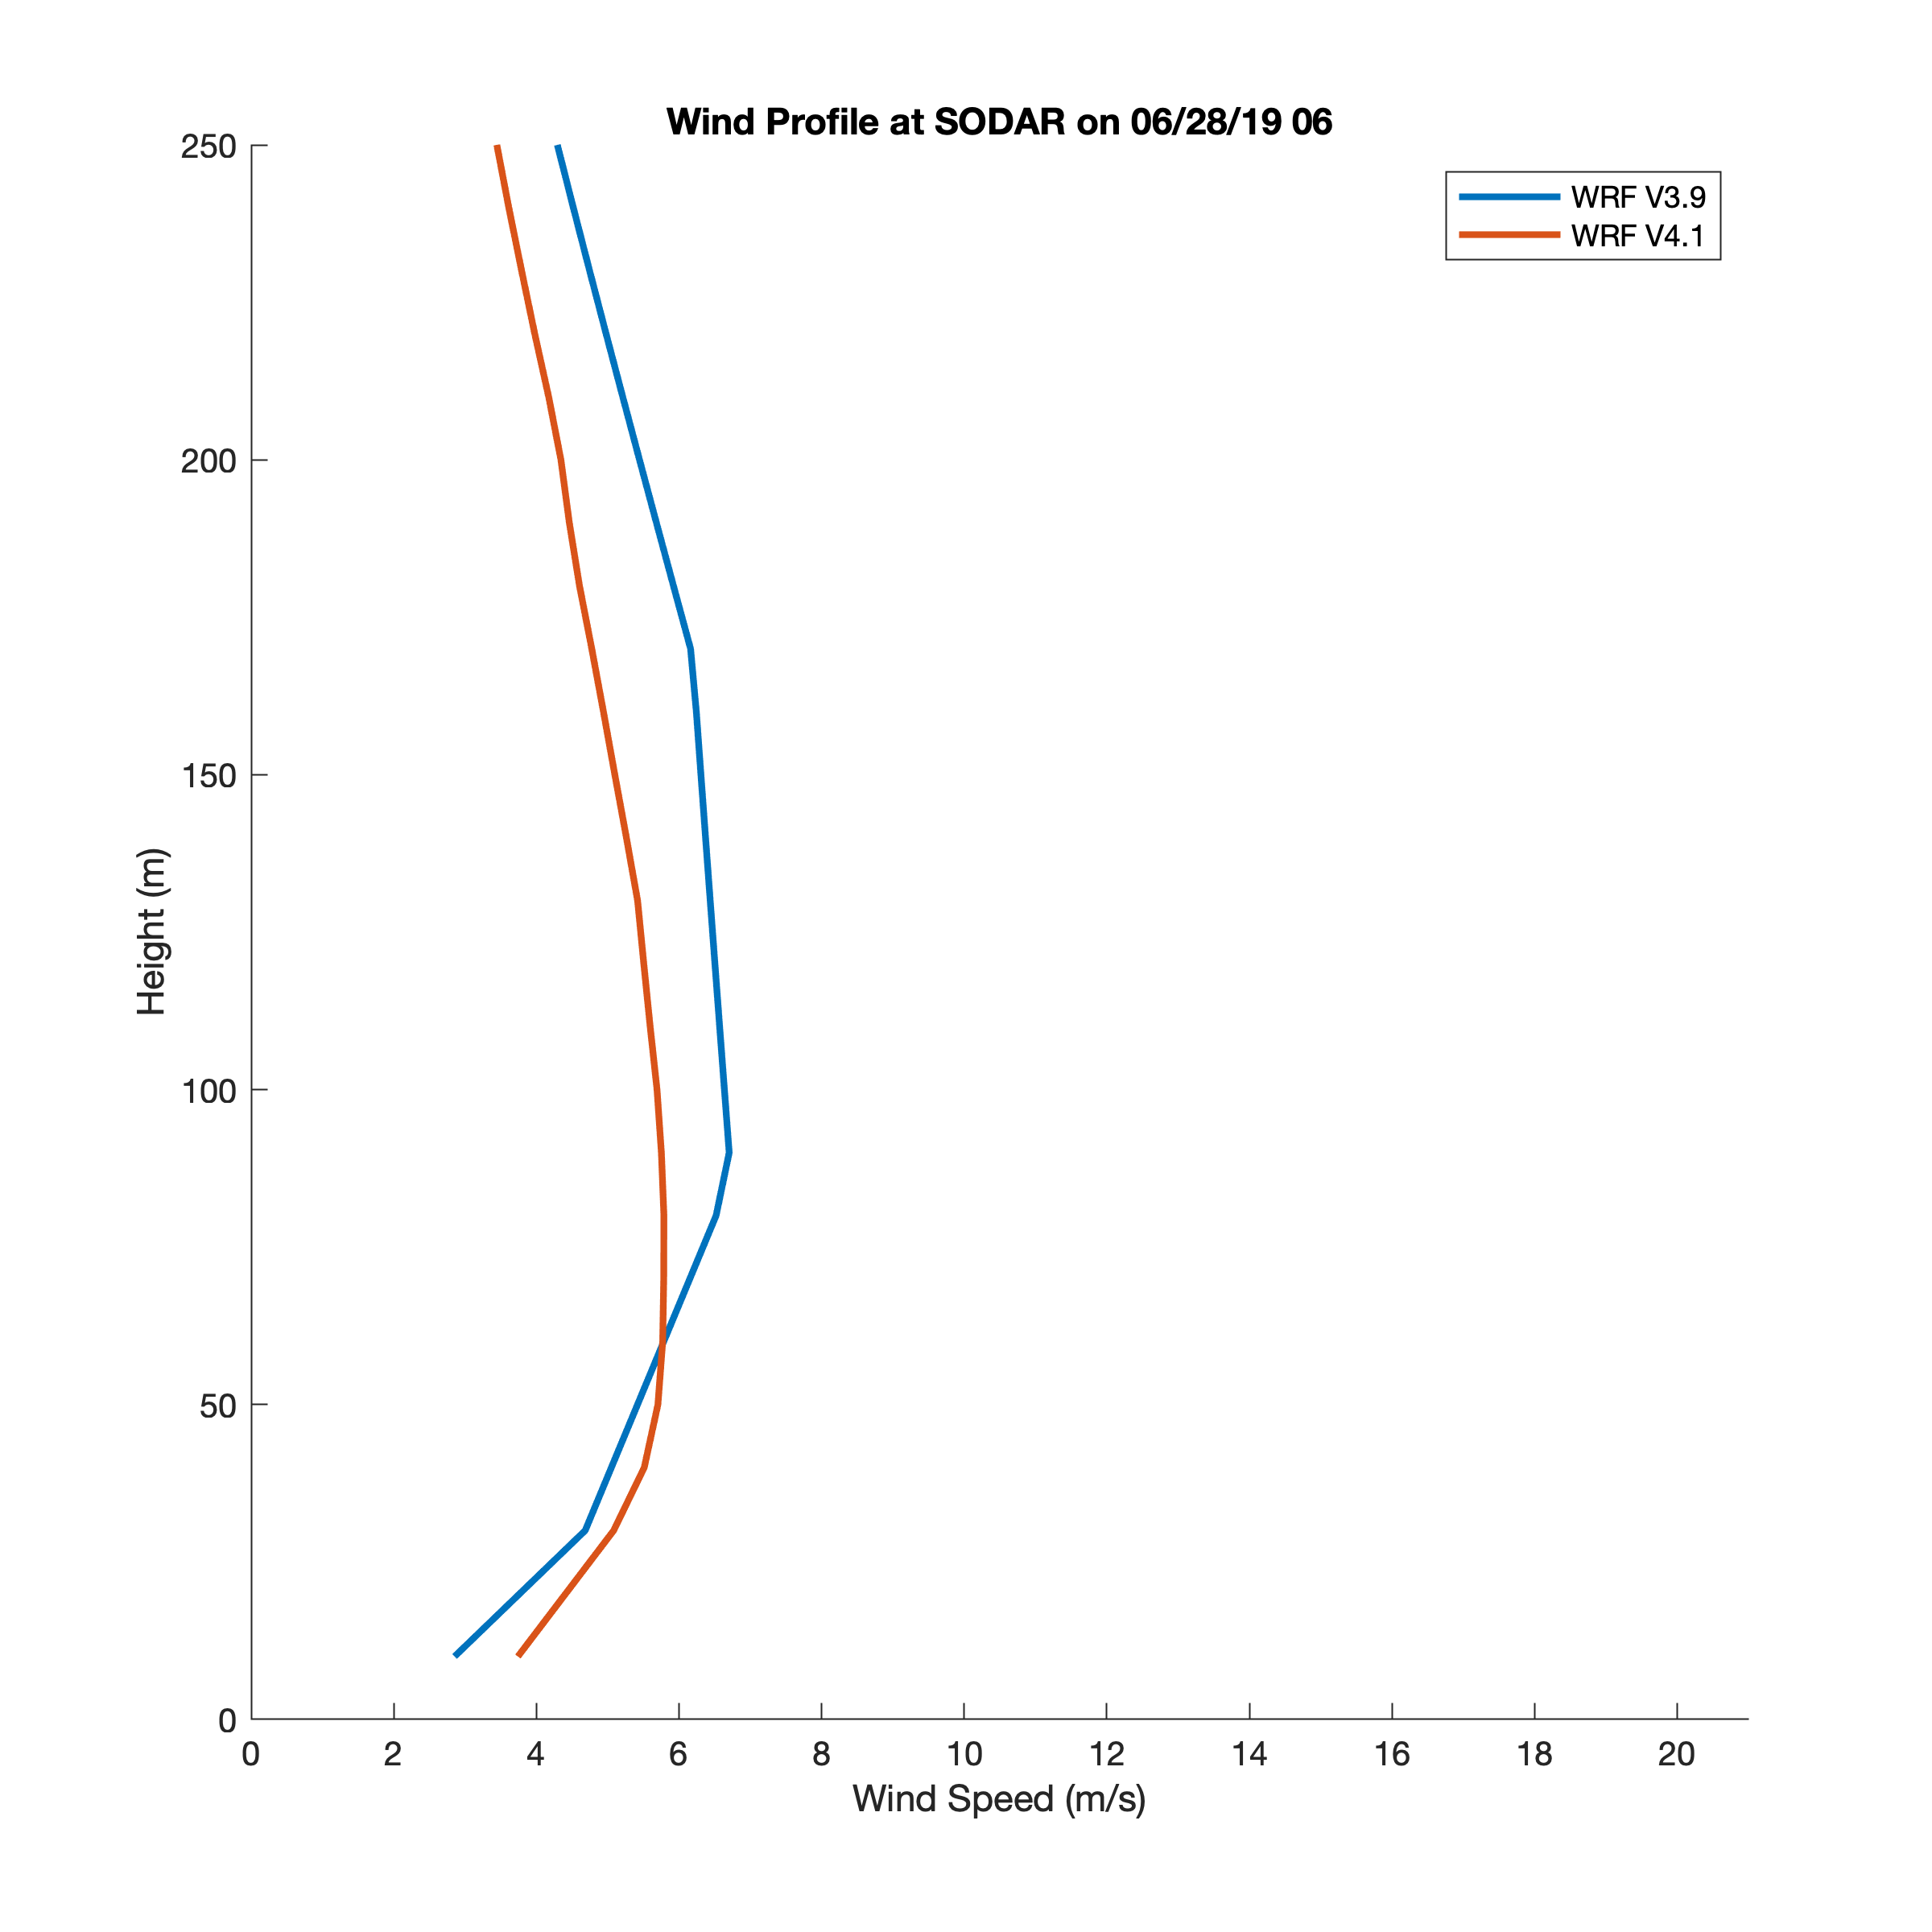 Wind Profile at SODAR on 06/28/19 06
WRF V3.9
WRF V4.1
250
200
150
100
50
0
Height (m)
0 2 4 6 8 10 12 14 16 18 20
Wind Speed (m/s)